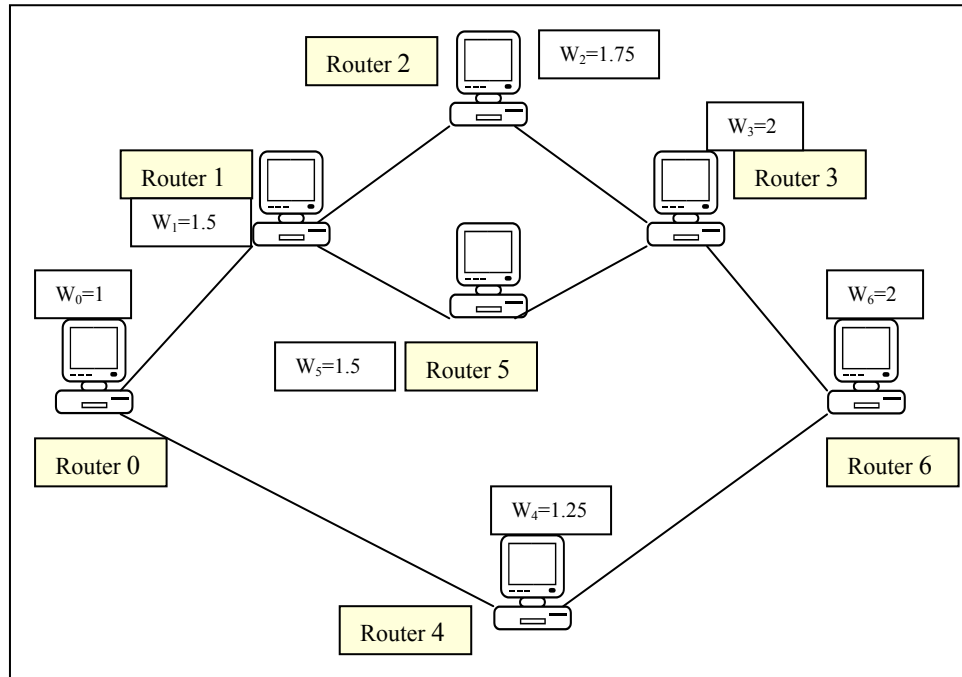 Router 2
W₂=1.75
W₃=2
Router 1
Router 3
W₁=1.5
W₀=1
W₆=2
W₅=1.5
Router 5
Router 0
Router 6
W₄=1.25
Router 4